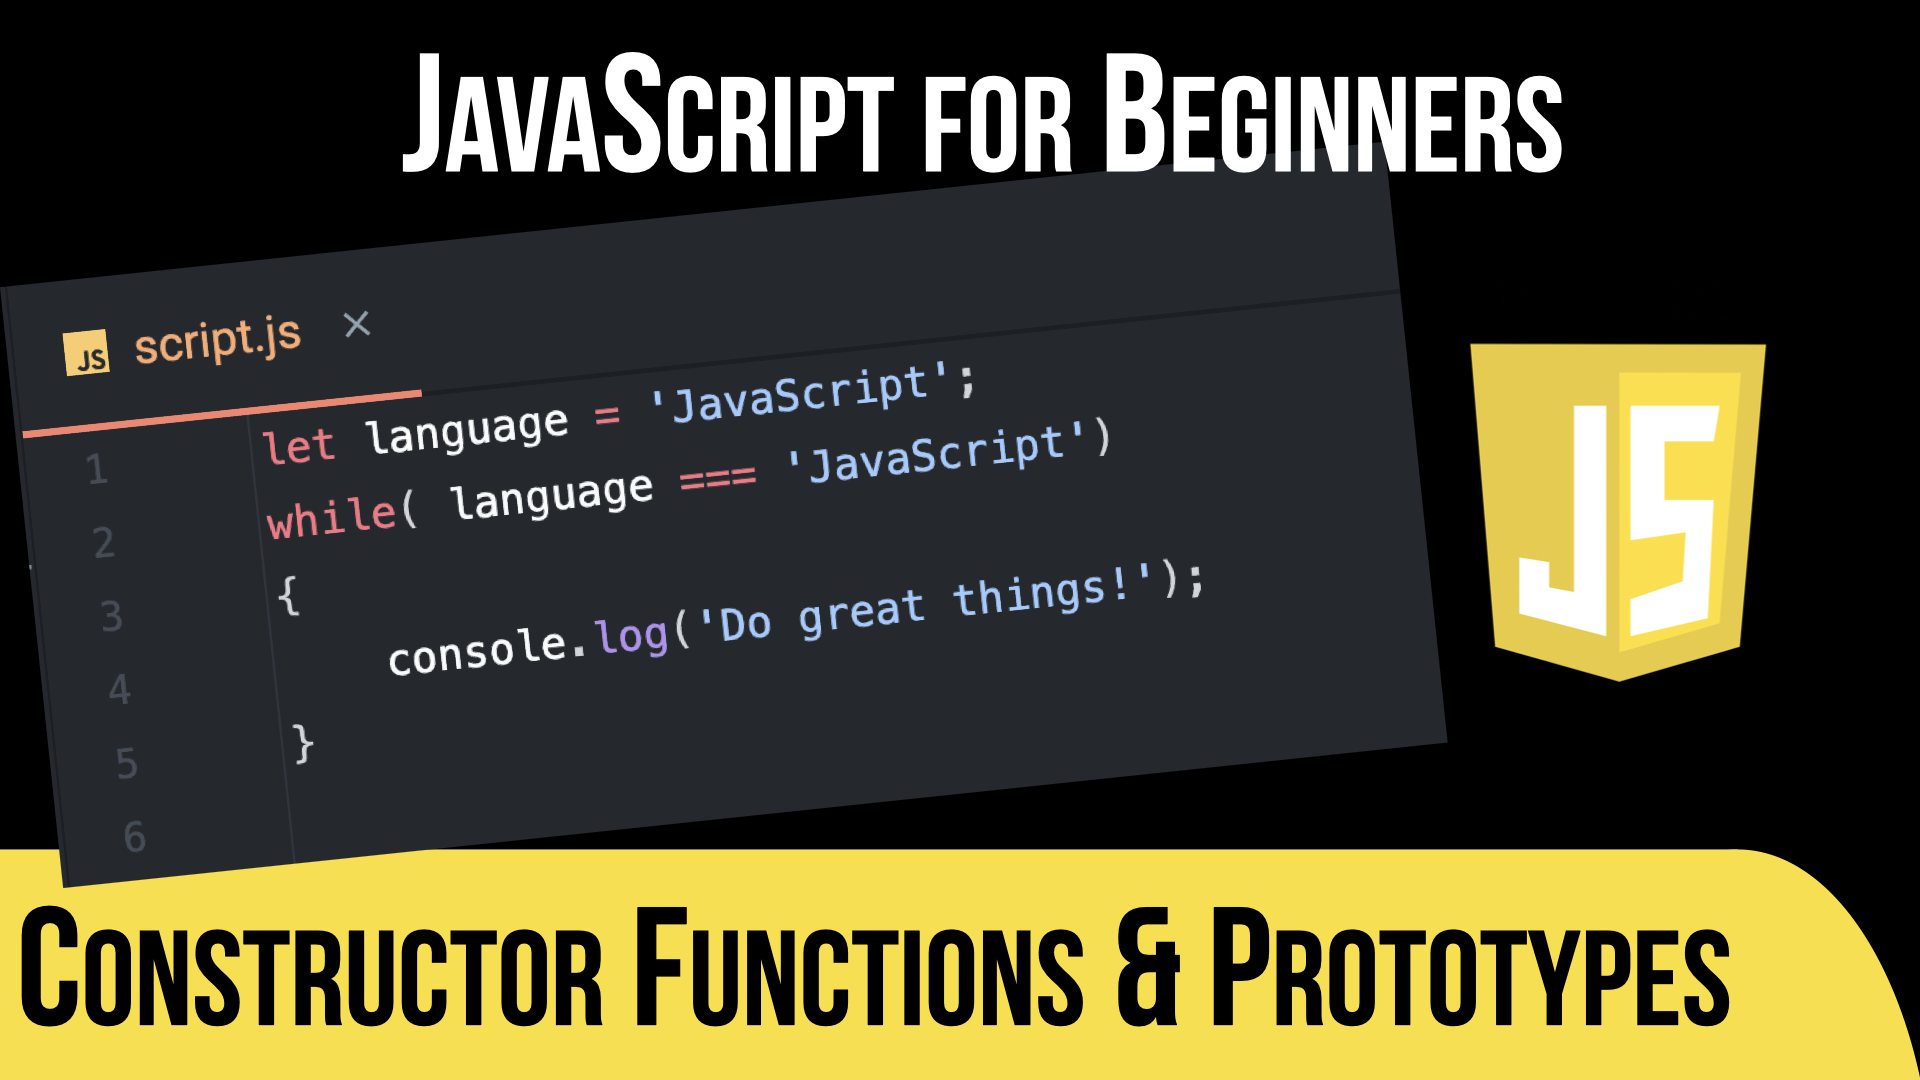 JavaScript for Beginners
JS script.js ×
1 let language = 'JavaScript';
2 while( language === 'JavaScript')
3 {
4 console.log('Do great things!');
5 }
6
JS
Constructor Functions & Prototypes